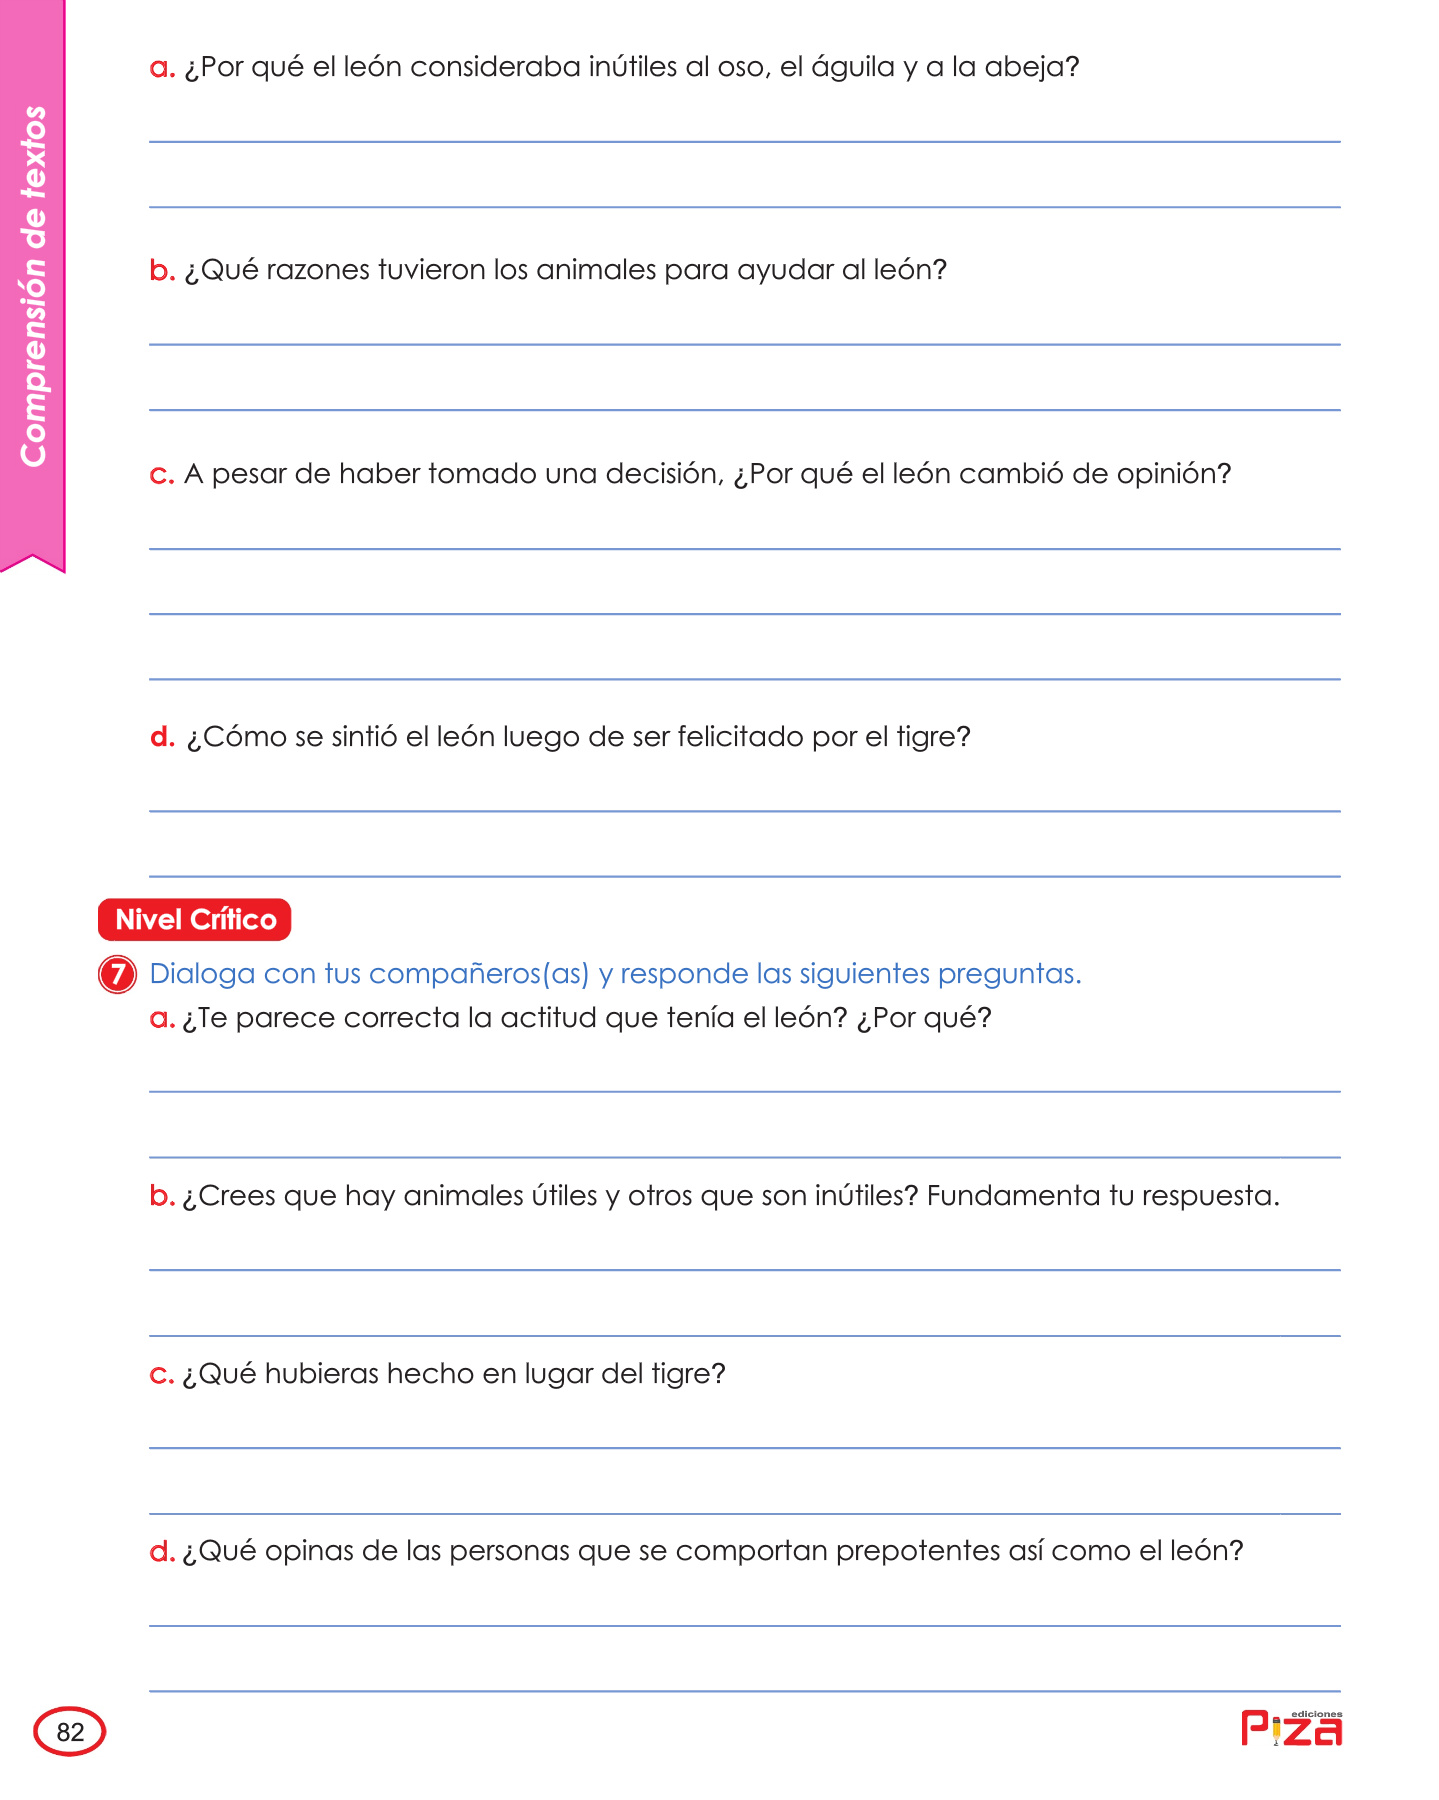 Comprensión de textos
a. ¿Por qué el león consideraba inútiles al oso, el águila y a la abeja?
b. ¿Qué razones tuvieron los animales para ayudar al león?
c. A pesar de haber tomado una decisión, ¿Por qué el león cambió de opinión?
d. ¿Cómo se sintió el león luego de ser felicitado por el tigre?
Nivel Crítico
7 Dialoga con tus compañeros(as) y responde las siguientes preguntas.
a. ¿Te parece correcta la actitud que tenía el león? ¿Por qué?
b. ¿Crees que hay animales útiles y otros que son inútiles? Fundamenta tu respuesta.
c. ¿Qué hubieras hecho en lugar del tigre?
d. ¿Qué opinas de las personas que se comportan prepotentes así como el león?
82
ediciones
Piza